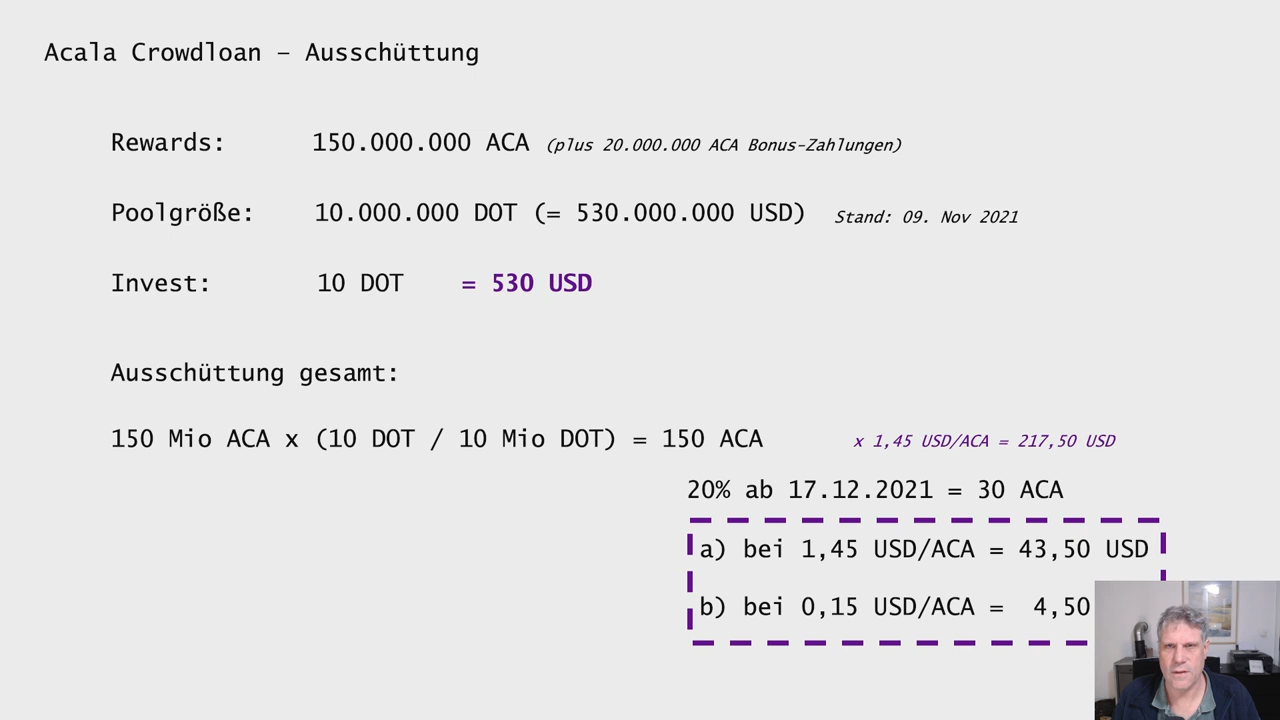 Acala Crowdloan – Ausschüttung
Rewards: 150.000.000 ACA (plus 20.000.000 ACA Bonus-Zahlungen)
Poolgröße: 10.000.000 DOT (= 530.000.000 USD) Stand: 09. Nov 2021
Invest: 10 DOT = 530 USD
Ausschüttung gesamt:
150 Mio ACA x (10 DOT / 10 Mio DOT) = 150 ACA x 1,45 USD/ACA = 217,50 USD
20% ab 17.12.2021 = 30 ACA
a) bei 1,45 USD/ACA = 43,50 USD
b) bei 0,15 USD/ACA = 4,50